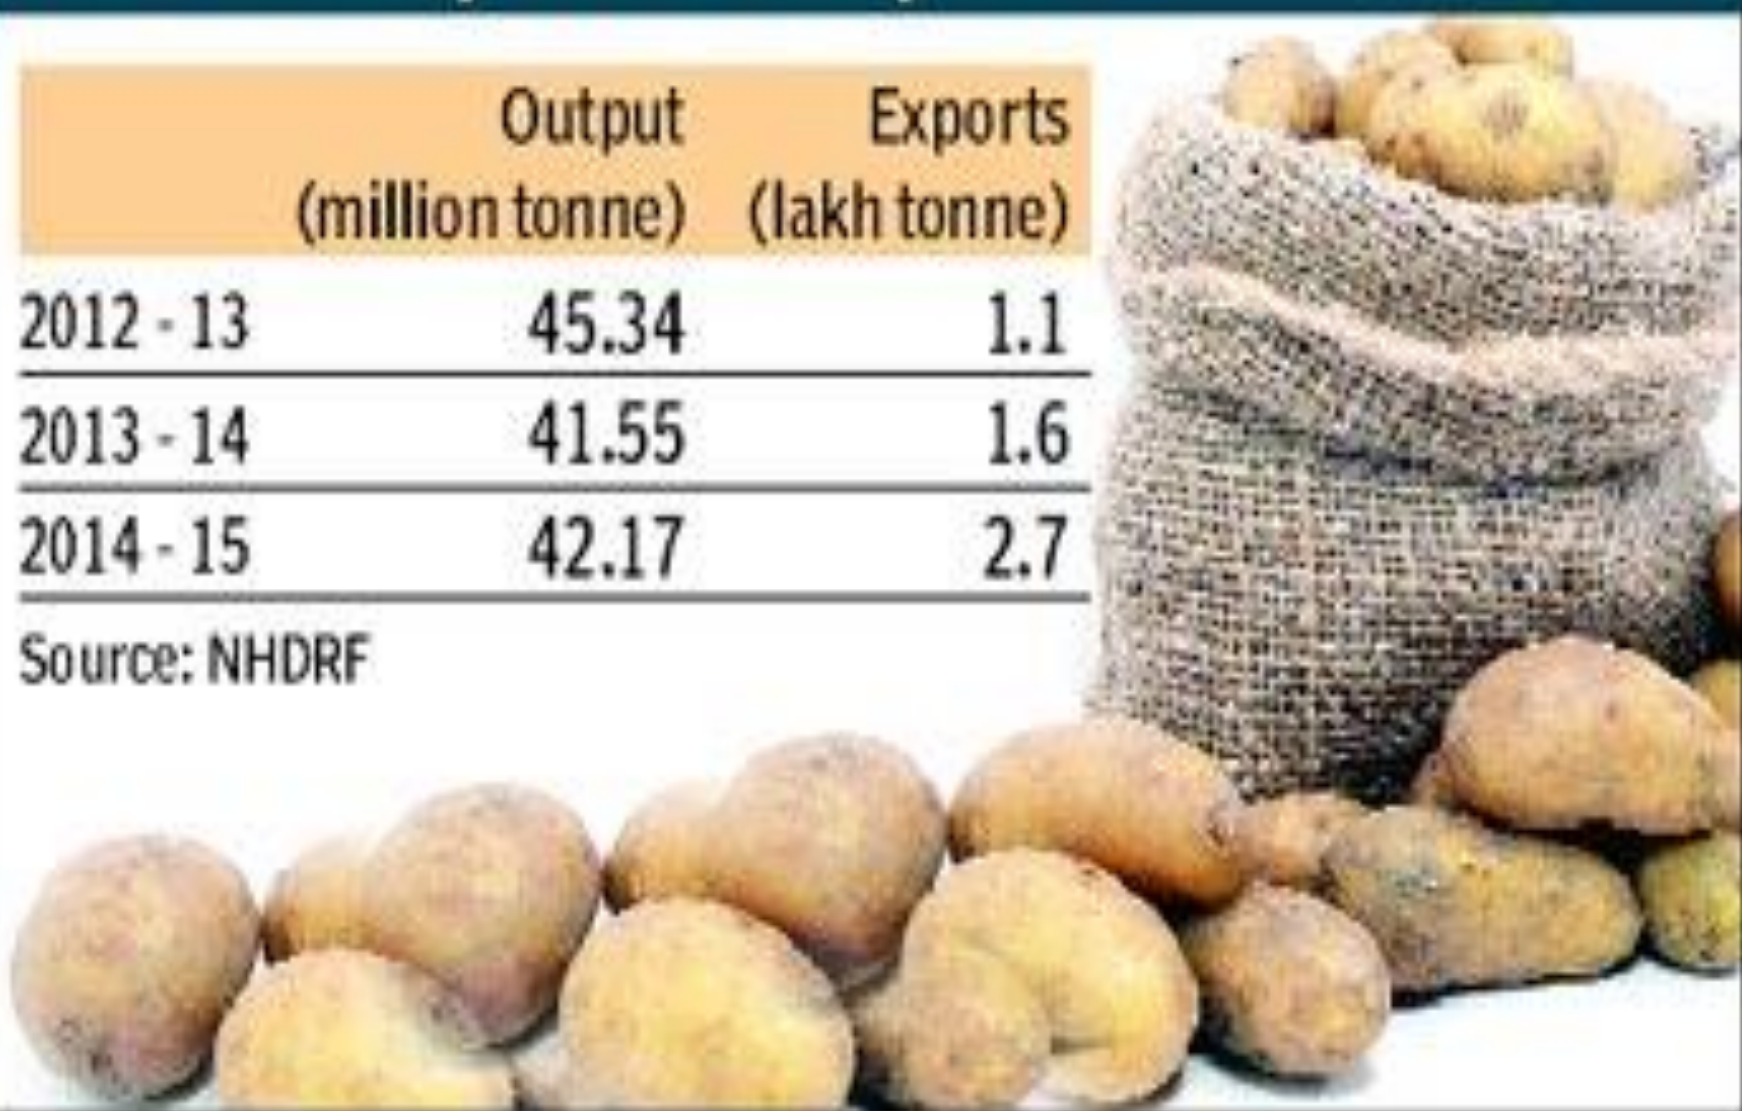 Output Exports
(million tonne) (lakh tonne)
2012 - 13 45.34 1.1
2013 - 14 41.55 1.6
2014 - 15 42.17 2.7
Source: NHDRF